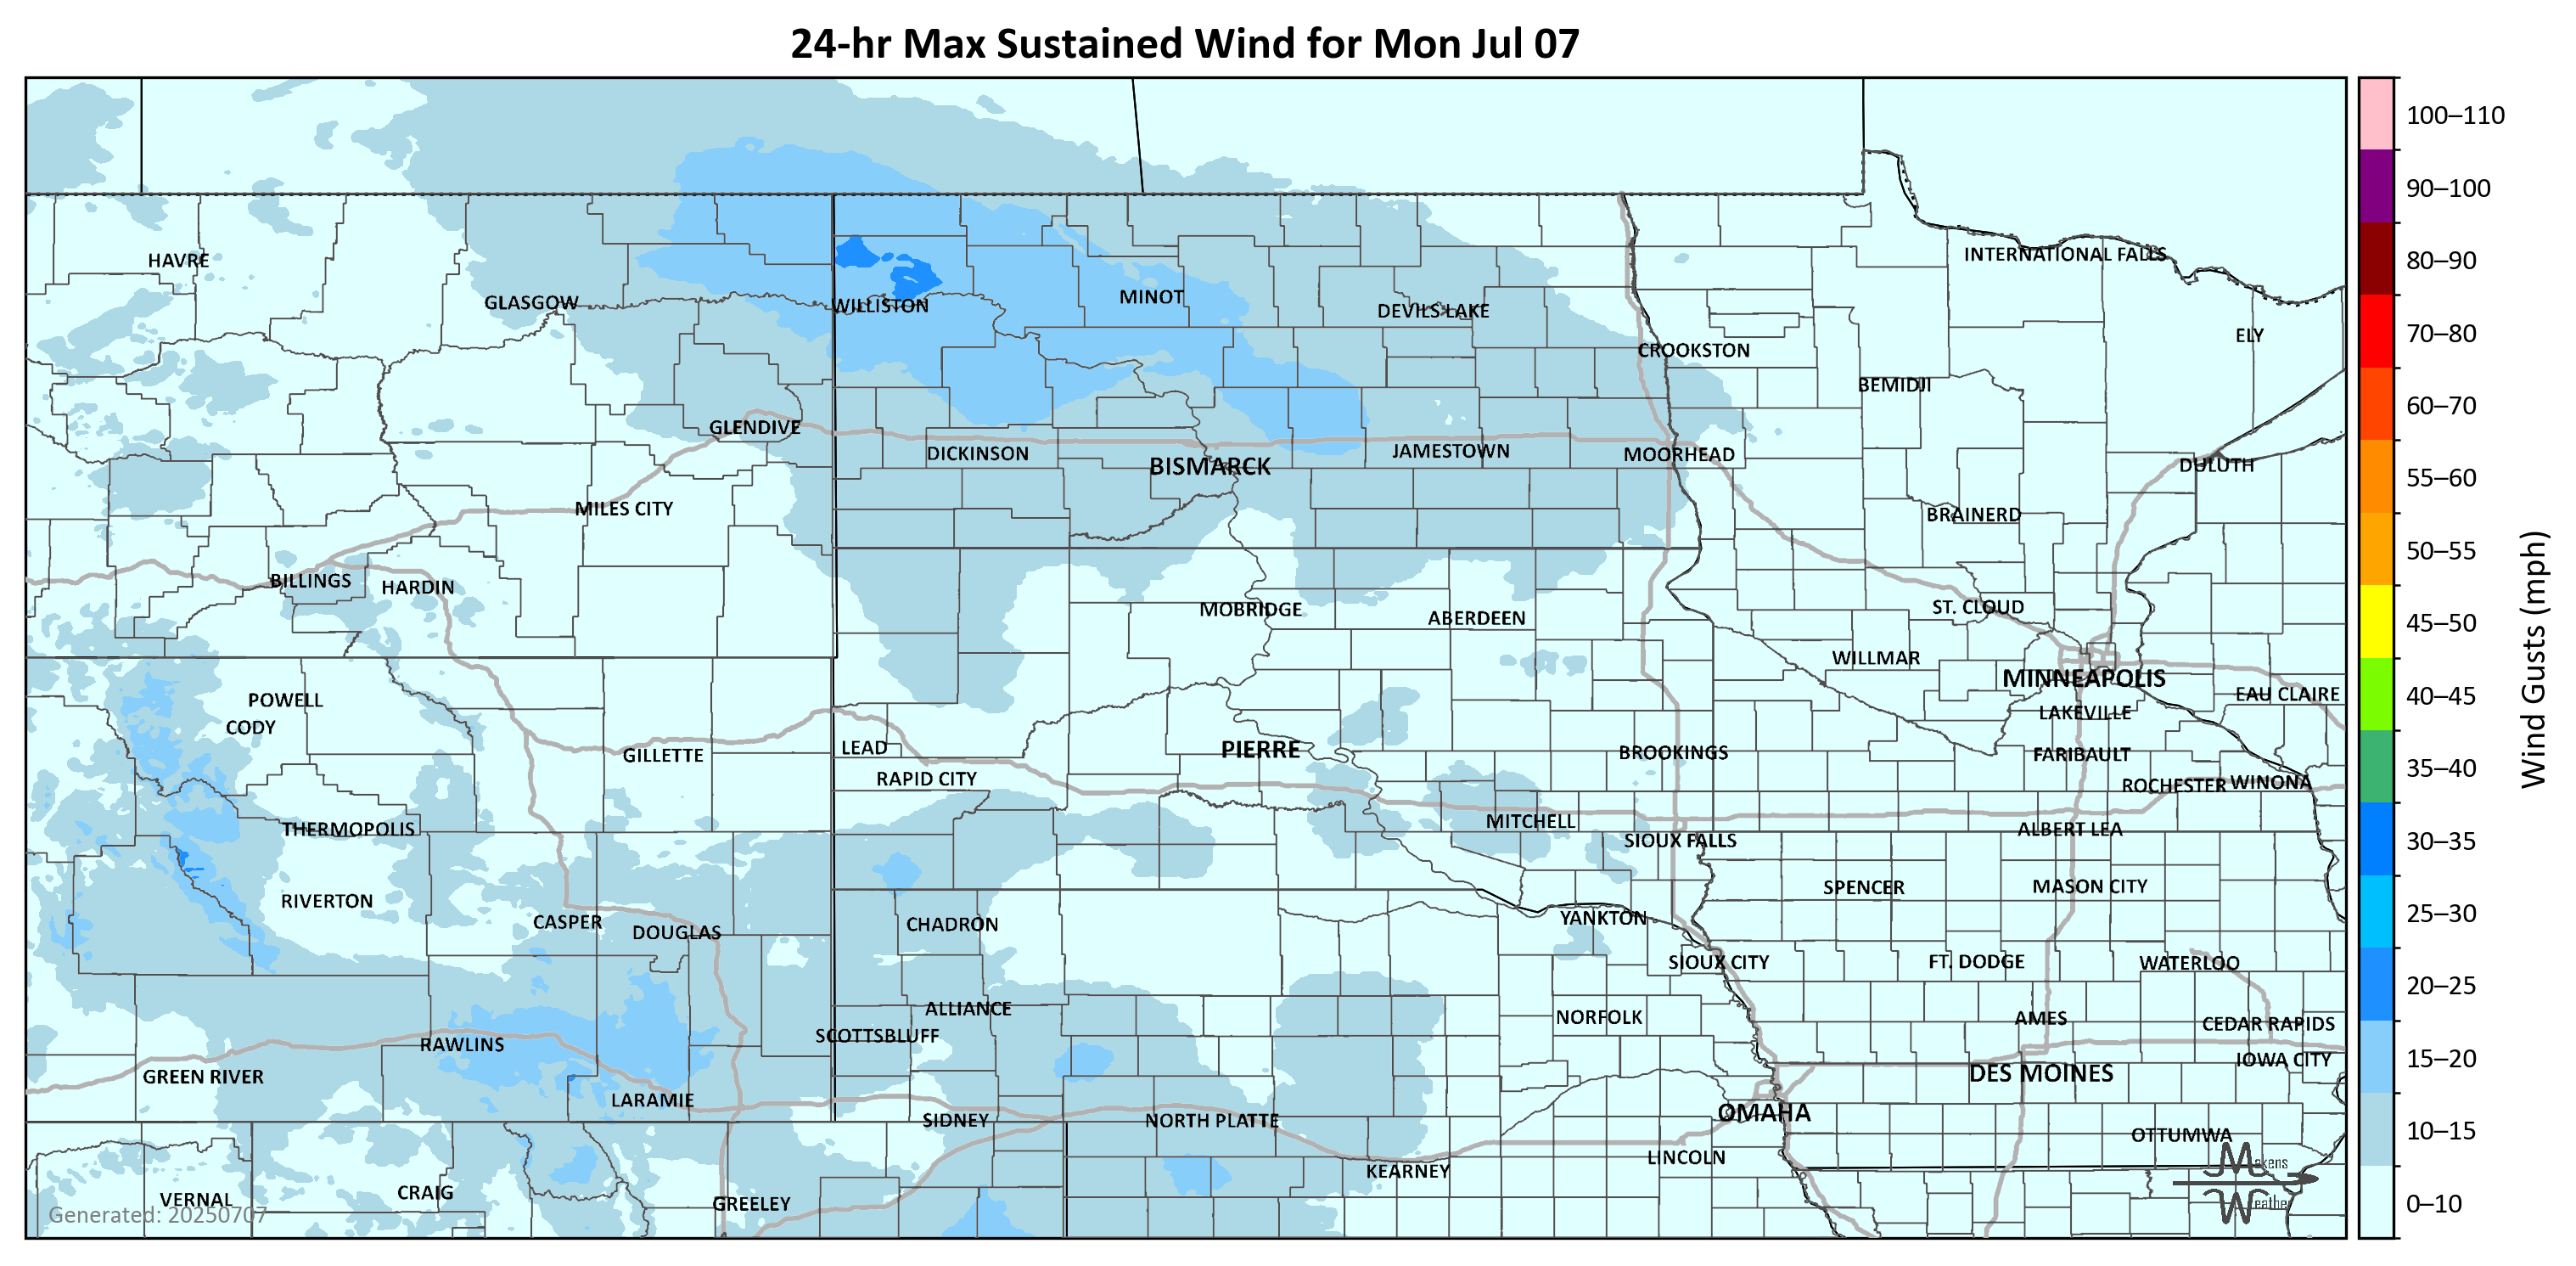 24-hr Max Sustained Wind for Mon Jul 07
100–110
90–100
80–90
70–80
60–70
55–60
50–55
45–50
40–45
35–40
30–35
25–30
20–25
15–20
10–15
0–10
Wind Gusts (mph)
INTERNATIONAL FALLS
HAVRE
GLASGOW
WILLISTON
MINOT
DEVILS LAKE
ELY
CROOKSTON
BEMIDJI
GLENDIVE
DICKINSON
BISMARCK
JAMESTOWN
MOORHEAD
DULUTH
MILES CITY
BRAINERD
BILLINGS
HARDIN
MOBRIDGE
ABERDEEN
ST. CLOUD
WILLMAR
MINNEAPOLIS
EAU CLAIRE
POWELL
CODY
LAKEVILLE
GILLETTE
LEAD
PIERRE
BROOKINGS
FARIBAULT
RAPID CITY
ROCHESTER
WINONA
THERMOPOLIS
MITCHELL
ALBERT LEA
SIOUX FALLS
RIVERTON
SPENCER
MASON CITY
CASPER
DOUGLAS
CHADRON
YANKTON
SIOUX CITY
FT. DODGE
WATERLOO
ALLIANCE
NORFOLK
AMES
CEDAR RAPIDS
SCOTTSBLUFF
RAWLINS
IOWA CITY
GREEN RIVER
DES MOINES
LARAMIE
SIDNEY
NORTH PLATTE
OMAHA
OTTUMWA
KEARNEY
LINCOLN
VERNAL
CRAIG
GREELEY
Generated: 20250707
Makens
Weather